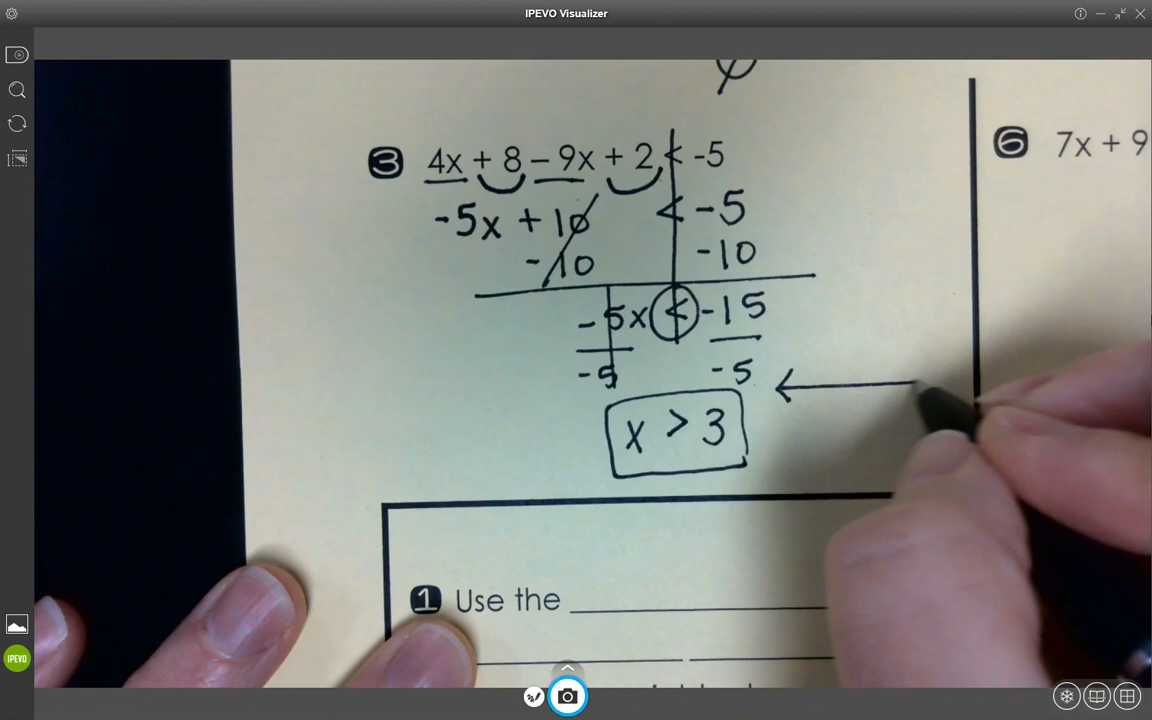 IPEVO Visualizer
∅
3 4x + 8 – 9x + 2 < -5
-5x + 10 < -5
-10 -10
-5x < -15
-5 -5
x > 3
6 7x + 9
1 Use the
IPEVO